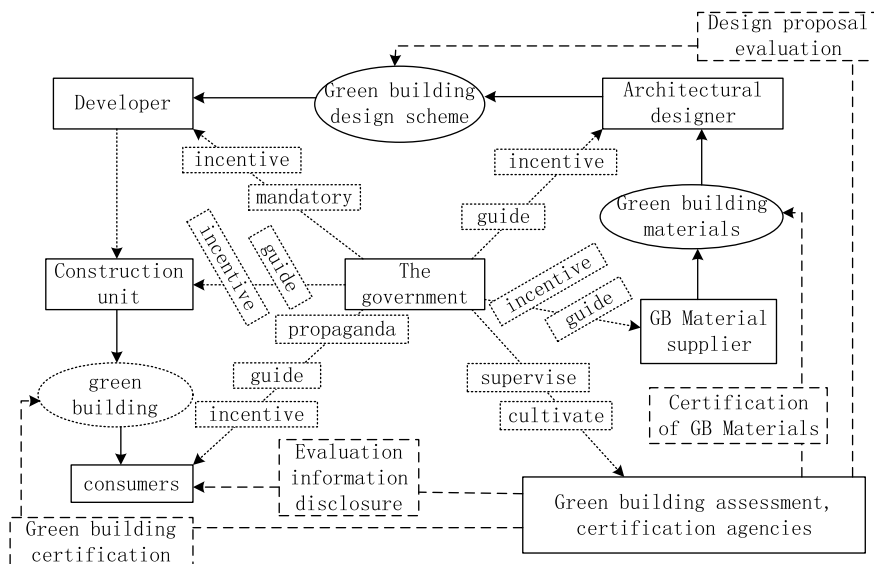 Design proposal
evaluation
Developer
Green building
design scheme
Architectural
designer
incentive
incentive
mandatory
guide
Green building
materials
incentive
guide
Construction
unit
The
government
incentive
guide
GB Material
supplier
propaganda
guide
incentive
supervise
cultivate
green
building
Certification
of GB Materials
consumers
Evaluation
information
disclosure
Green building assessment,
certification agencies
Green building
certification